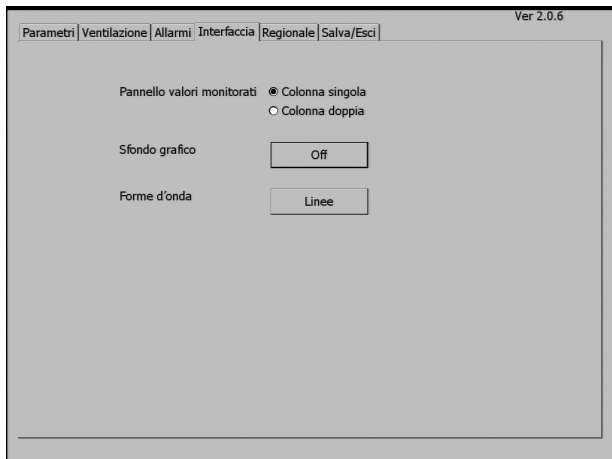 Ver 2.0.6
Parametri Ventilazione Allarmi Interfaccia Regionale Salva/Esci
Pannello valori monitorati Colonna singola
Colonna doppia
Sfondo grafico Off
Forme d'onda Linee